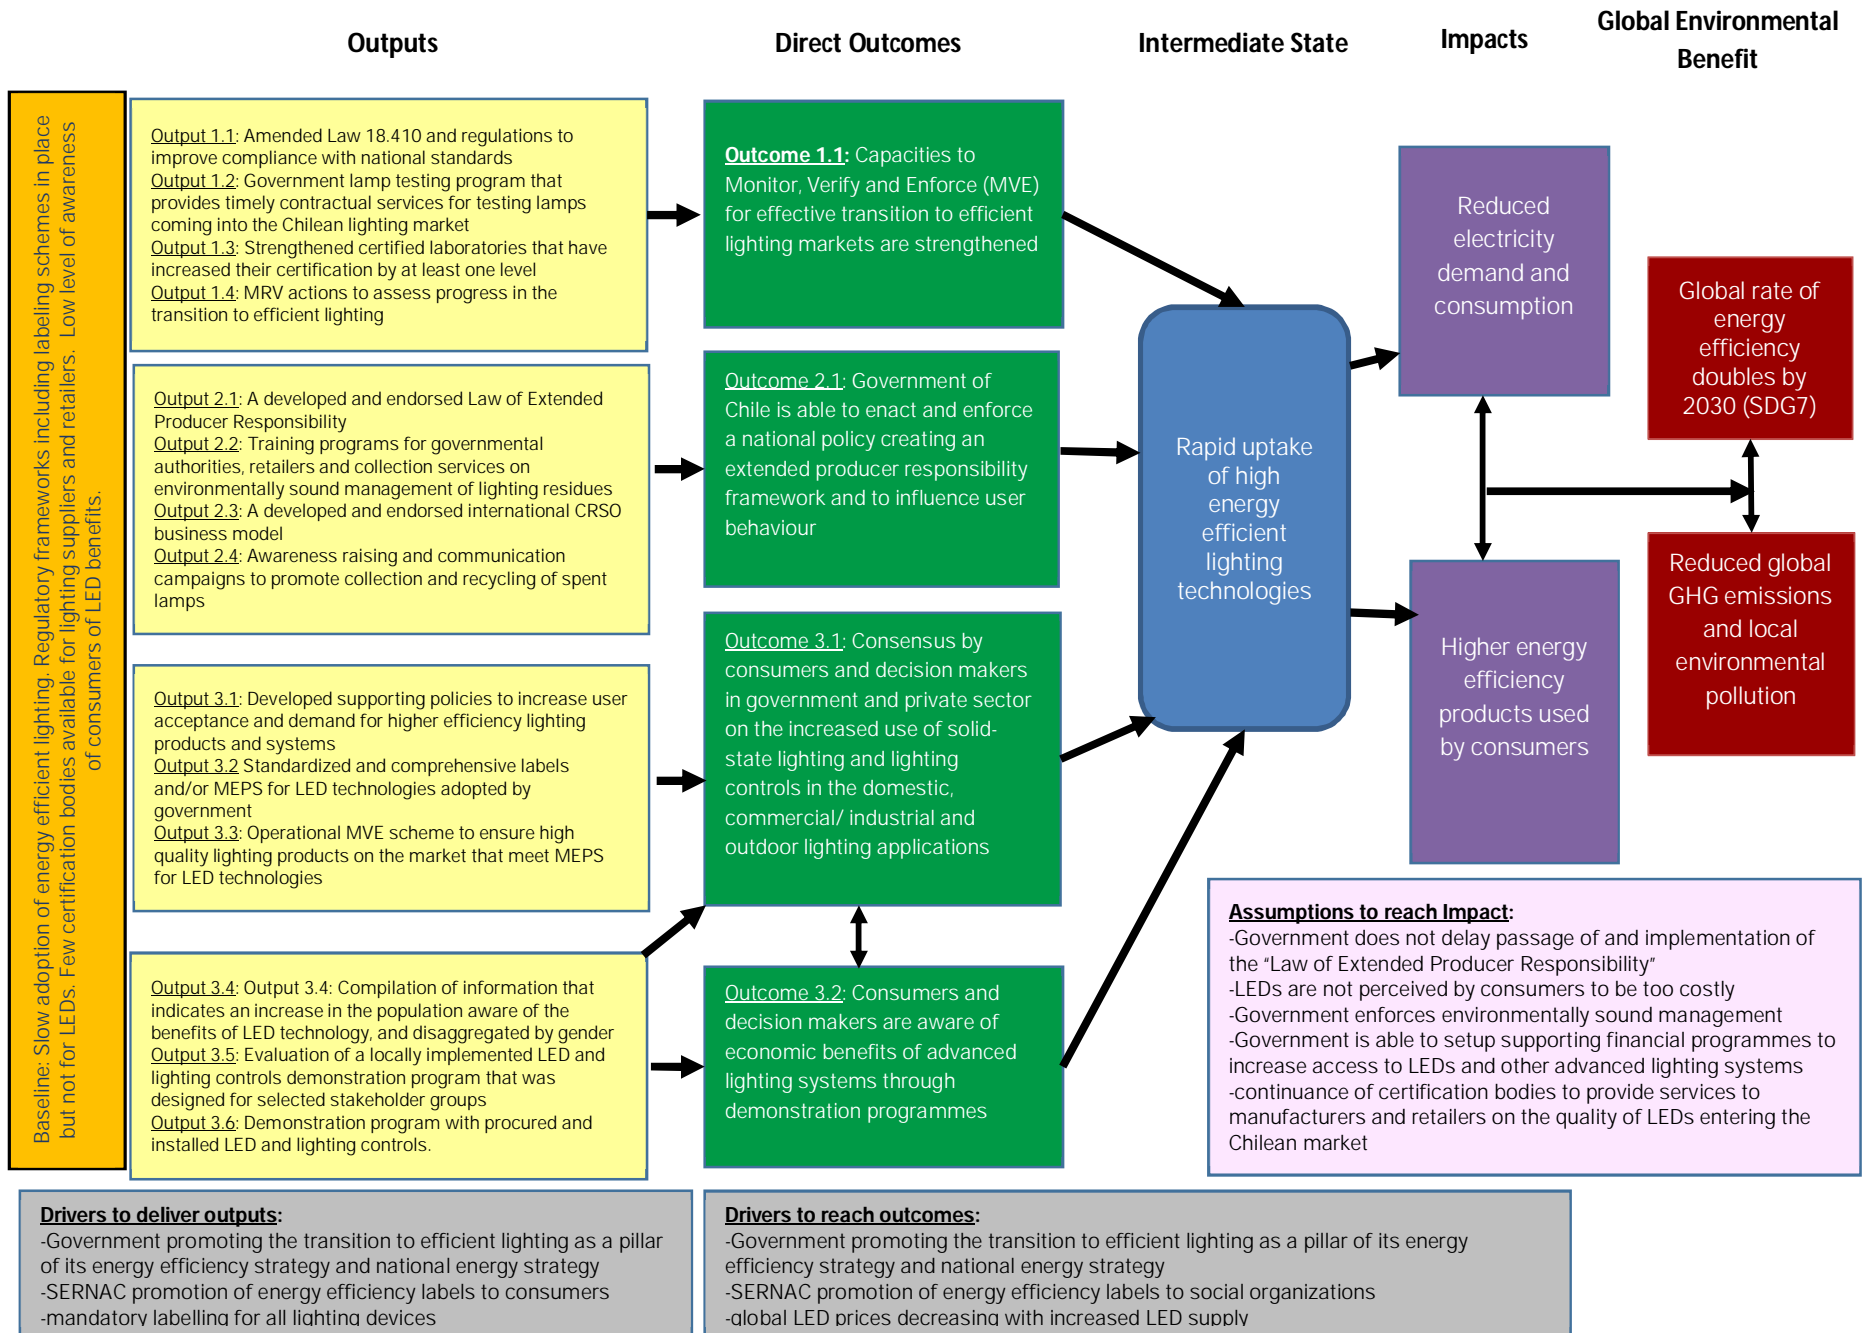 Outputs
Direct Outcomes
Intermediate State
Impacts
Global Environmental
Benefit
Baseline: Slow adoption of energy efficient lighting. Regulatory frameworks including labeling schemes in place
but not for LEDs. Few certification bodies available for lighting suppliers and retailers. Low level of awareness
of consumers of LED benefits.
Output 1.1: Amended Law 18.410 and regulations to
improve compliance with national standards
Output 1.2: Government lamp testing program that
provides timely contractual services for testing lamps
coming into the Chilean lighting market
Output 1.3: Strengthened certified laboratories that have
increased their certification by at least one level
Output 1.4: MRV actions to assess progress in the
transition to efficient lighting
Output 2.1: A developed and endorsed Law of Extended
Producer Responsibility
Output 2.2: Training programs for governmental
authorities, retailers and collection services on
environmentally sound management of lighting residues
Output 2.3: A developed and endorsed international CRSO
business model
Output 2.4: Awareness raising and communication
campaigns to promote collection and recycling of spent
lamps
Output 3.1: Developed supporting policies to increase user
acceptance and demand for higher efficiency lighting
products and systems
Output 3.2 Standardized and comprehensive labels
and/or MEPS for LED technologies adopted by
government
Output 3.3: Operational MVE scheme to ensure high
quality lighting products on the market that meet MEPS
for LED technologies
Output 3.4: Output 3.4: Compilation of information that
indicates an increase in the population aware of the
benefits of LED technology, and disaggregated by gender
Output 3.5: Evaluation of a locally implemented LED and
lighting controls demonstration program that was
designed for selected stakeholder groups
Output 3.6: Demonstration program with procured and
installed LED and lighting controls.
Outcome 1.1: Capacities to
Monitor, Verify and Enforce (MVE)
for effective transition to efficient
lighting markets are strengthened
Outcome 2.1: Government of
Chile is able to enact and enforce
a national policy creating an
extended producer responsibility
framework and to influence user
behaviour
Outcome 3.1: Consensus by
consumers and decision makers
in government and private sector
on the increased use of solid-
state lighting and lighting
controls in the domestic,
commercial/ industrial and
outdoor lighting applications
Outcome 3.2: Consumers and
decision makers are aware of
economic benefits of advanced
lighting systems through
demonstration programmes
Rapid uptake
of high
energy
efficient
lighting
technologies
Reduced
electricity
demand and
consumption
Higher energy
efficiency
products used
by consumers
Global rate of
energy
efficiency
doubles by
2030 (SDG7)
Reduced global
GHG emissions
and local
environmental
pollution
Assumptions to reach Impact:
-Government does not delay passage of and implementation of
the “Law of Extended Producer Responsibility”
-LEDs are not perceived by consumers to be too costly
-Government enforces environmentally sound management
-Government is able to setup supporting financial programmes to
increase access to LEDs and other advanced lighting systems
-continuance of certification bodies to provide services to
manufacturers and retailers on the quality of LEDs entering the
Chilean market
Drivers to deliver outputs:
-Government promoting the transition to efficient lighting as a pillar
of its energy efficiency strategy and national energy strategy
-SERNAC promotion of energy efficiency labels to consumers
-mandatory labelling for all lighting devices
Drivers to reach outcomes:
-Government promoting the transition to efficient lighting as a pillar of its energy
efficiency strategy and national energy strategy
-SERNAC promotion of energy efficiency labels to social organizations
-global LED prices decreasing with increased LED supply